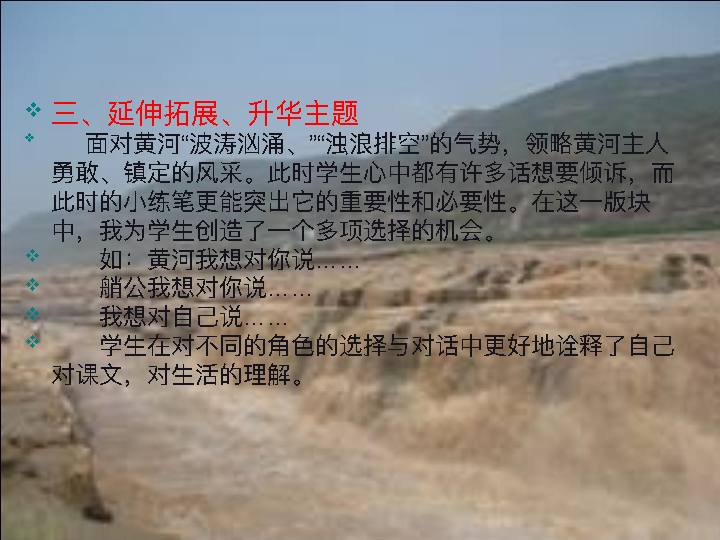 三、延伸拓展、升华主题
面对黄河“波涛汹涌、”“浊浪排空”的气势，领略黄河主人
勇敢、镇定的风采。此时学生心中都有许多话想要倾诉，而
此时的小练笔更能突出它的重要性和必要性。在这一版块
中，我为学生创造了一个多项选择的机会。
如：黄河我想对你说……
艄公我想对你说……
我想对自己说……
学生在对不同的角色的选择与对话中更好地诠释了自己
对课文，对生活的理解。